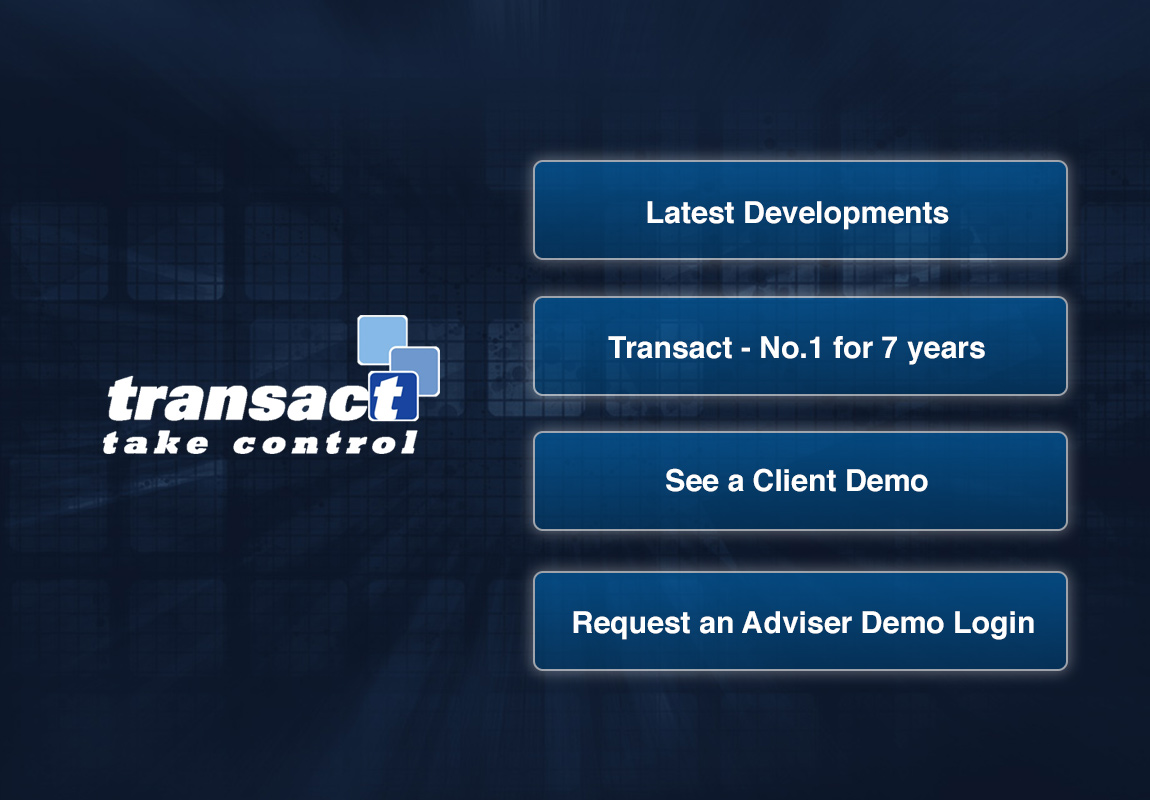 transact
take control
Latest Developments
Transact - No.1 for 7 years
See a Client Demo
Request an Adviser Demo Login